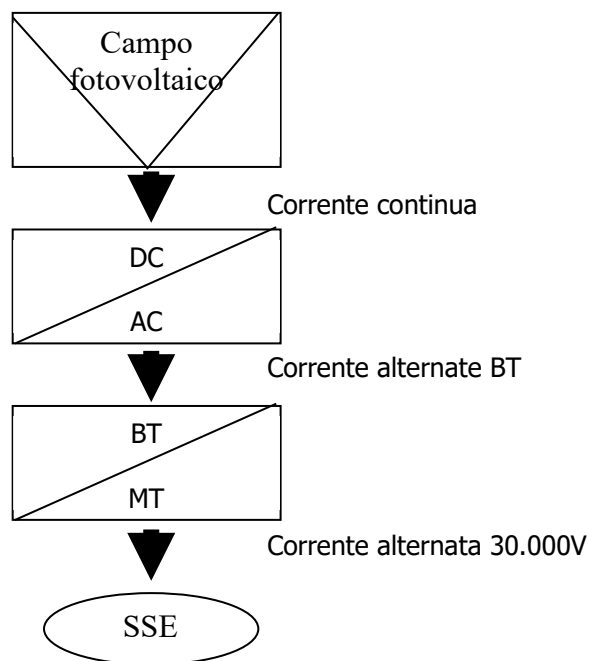 Campo
fotovoltaico
Corrente continua
DC
AC
Corrente alternate BT
BT
MT
Corrente alternata 30.000V
SSE